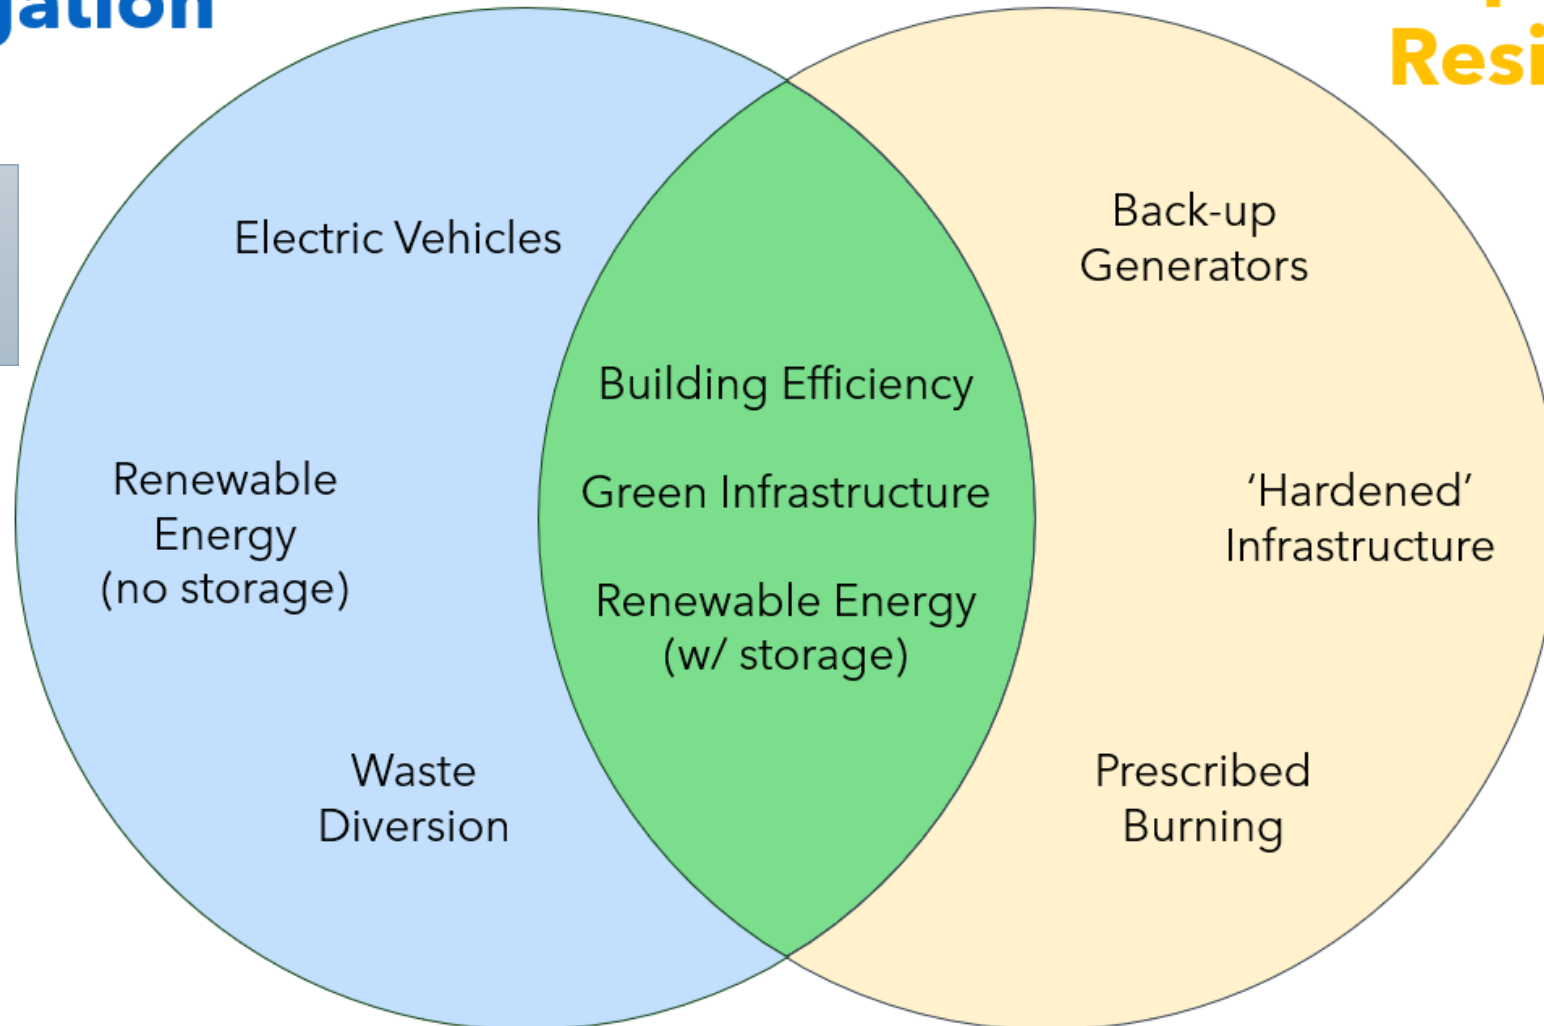 gation
Resi
Electric Vehicles
Back-up
Generators
Building Efficiency
Renewable
Energy
(no storage)
Green Infrastructure
‘Hardened’
Infrastructure
Renewable Energy
(w/ storage)
Waste
Diversion
Prescribed
Burning